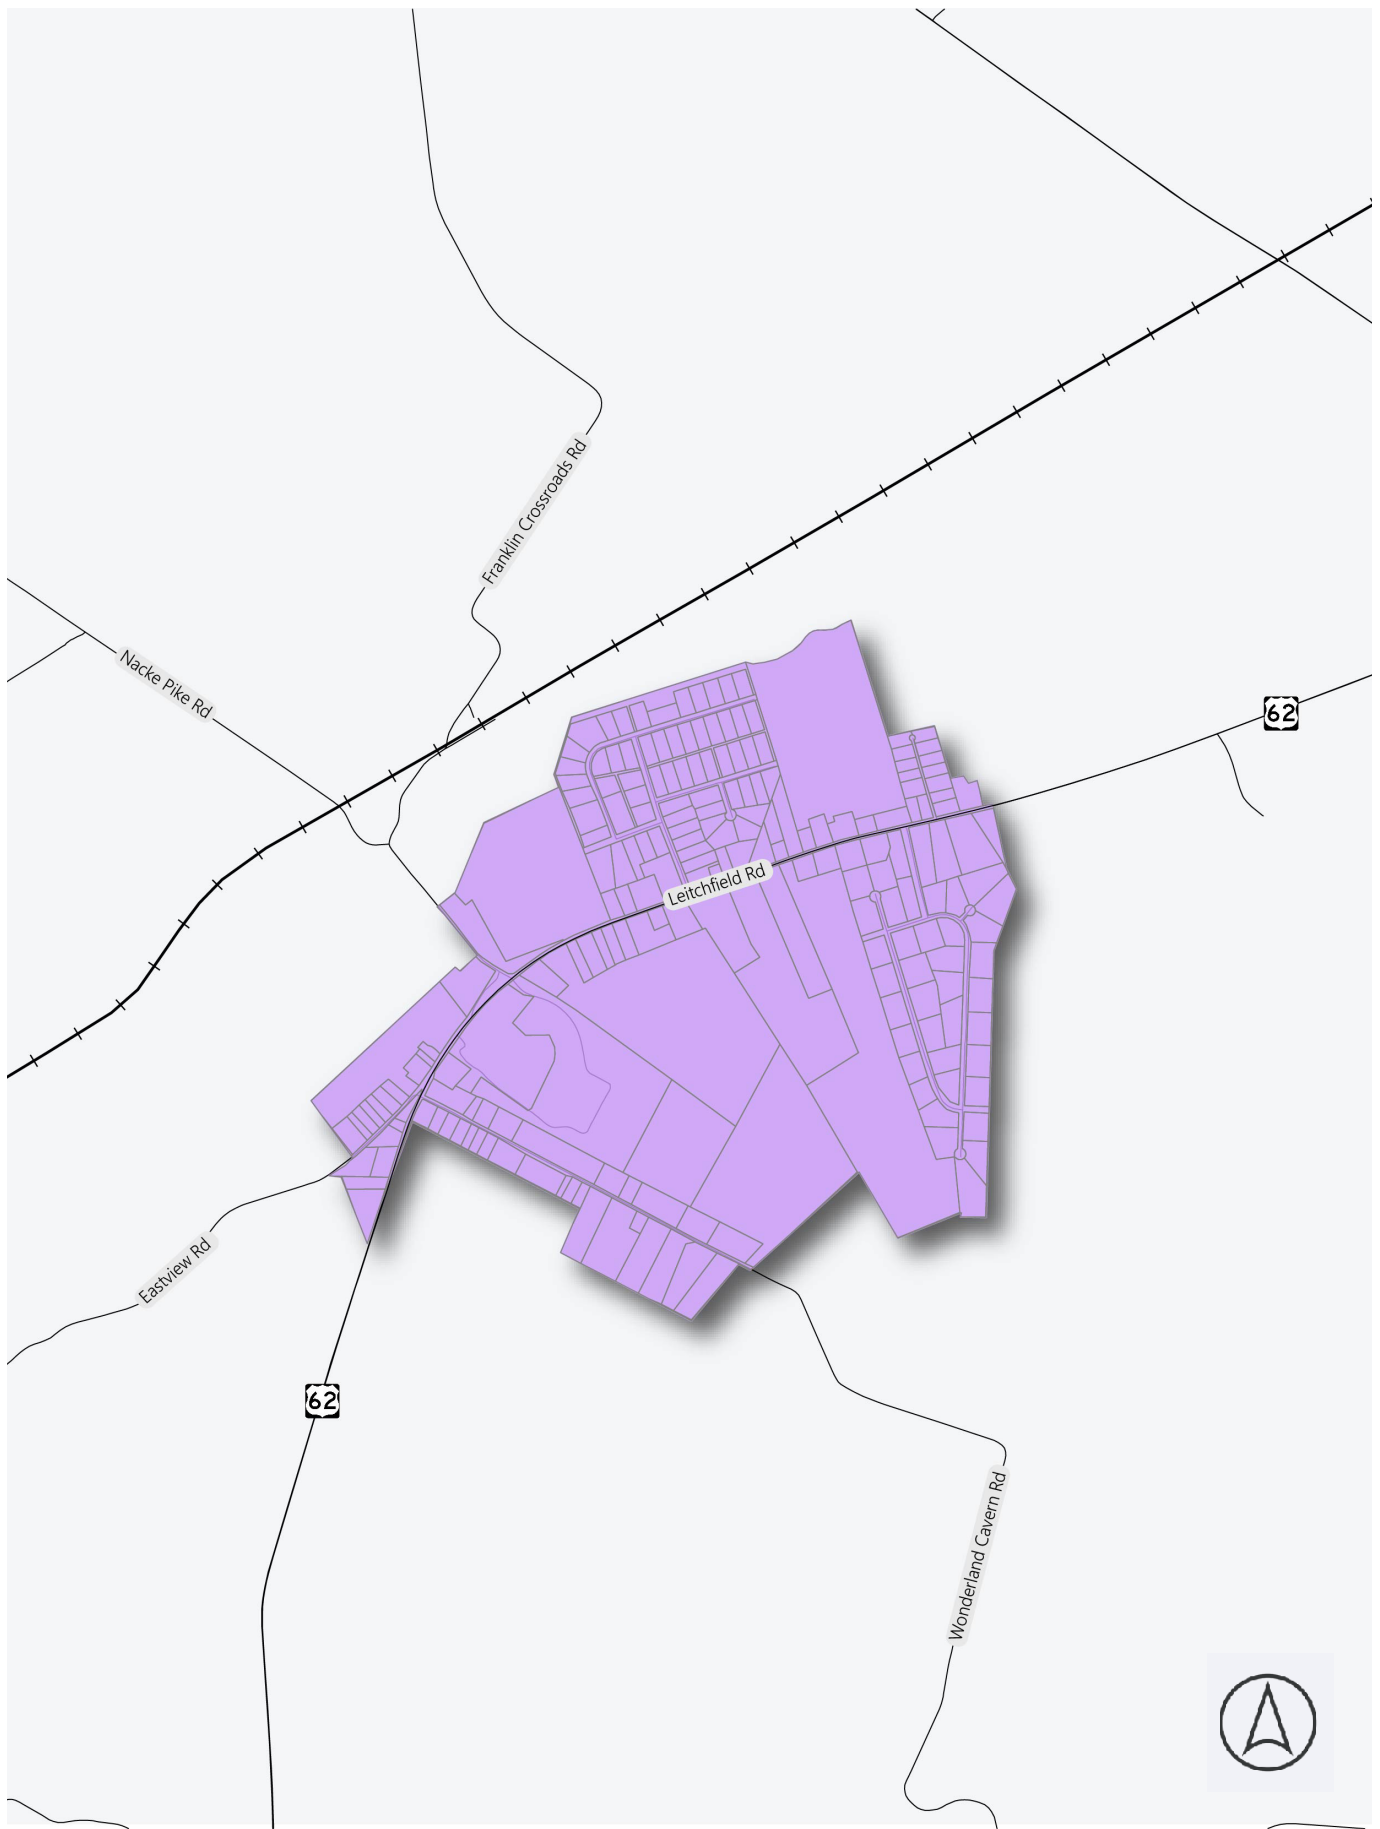 Franklin Crossroads Rd
Nacke Pike Rd
62
Leitchfield Rd
Eastview Rd
62
Wonderland Cavern Rd